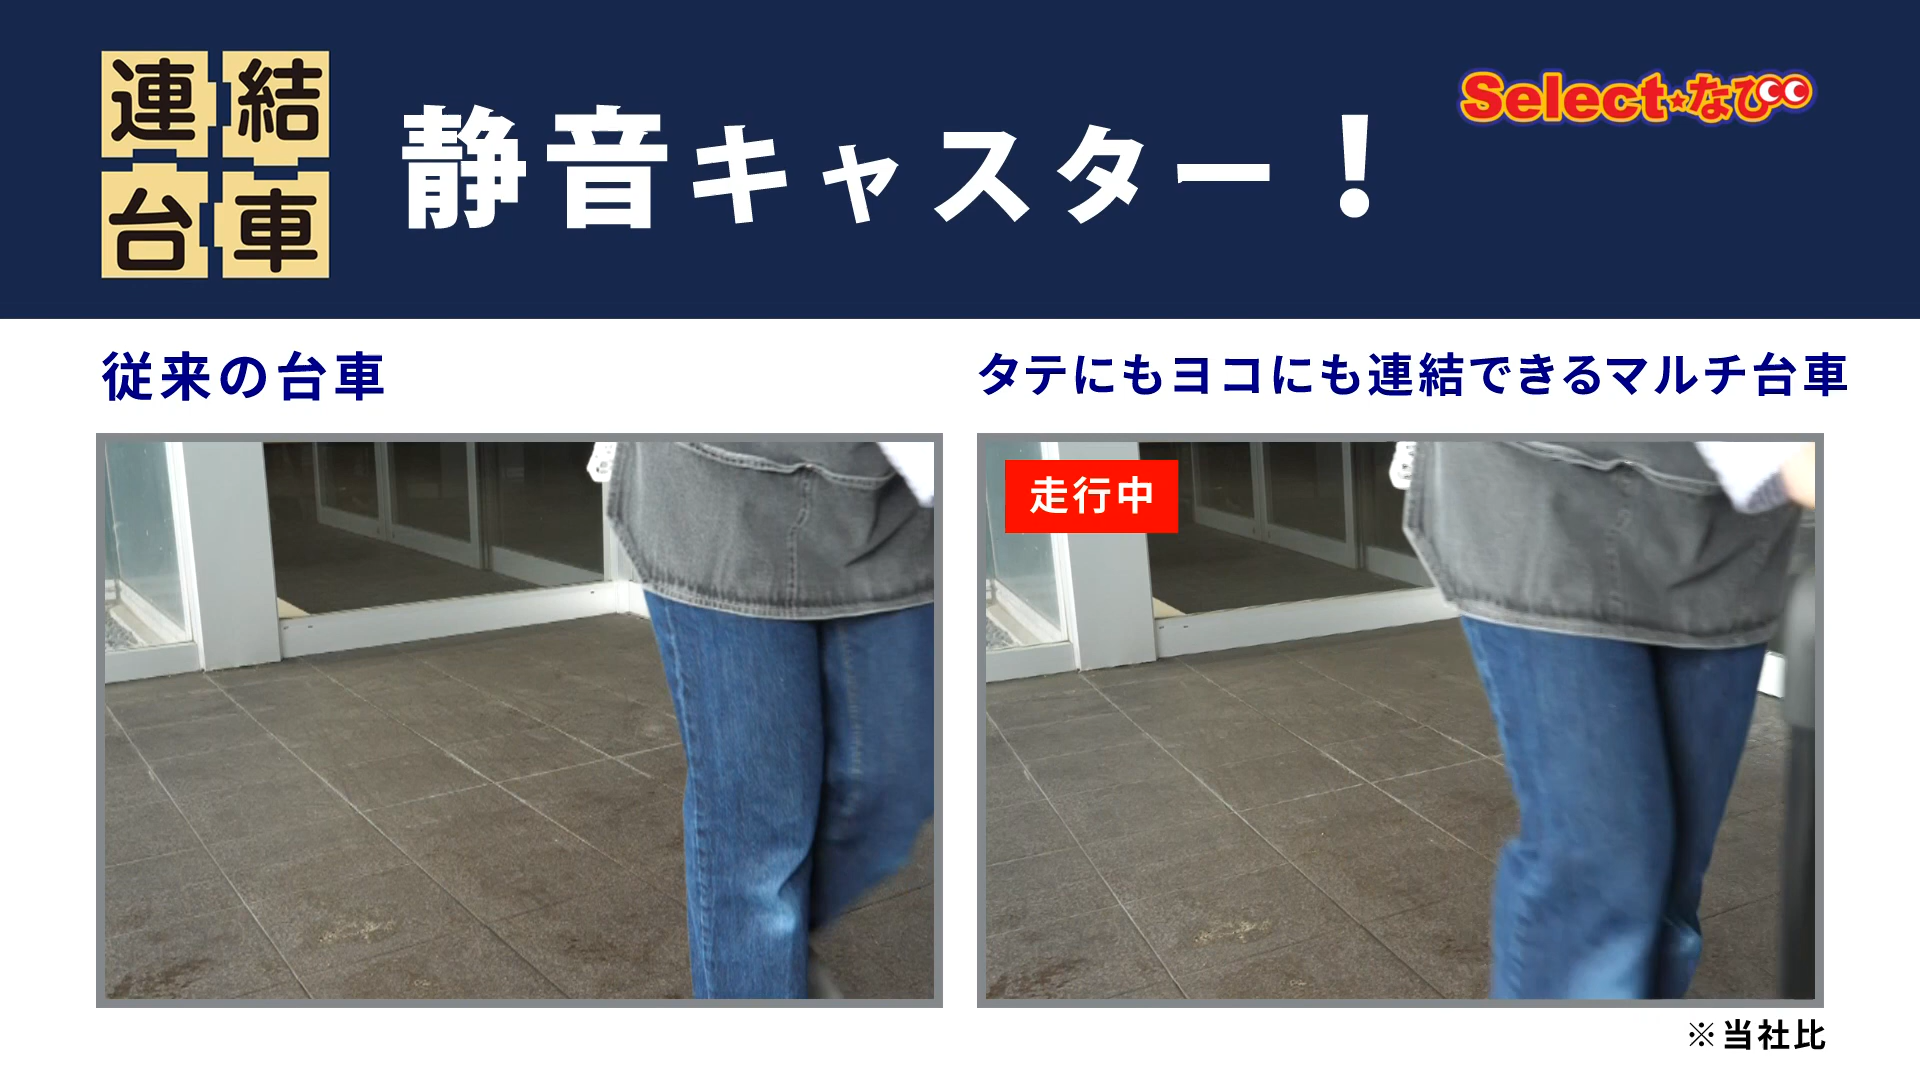 連結
台車
静音キャスター！
Select★なび
従来の台車
タテにもヨコにも連結できるマルチ台車
走行中
※当社比